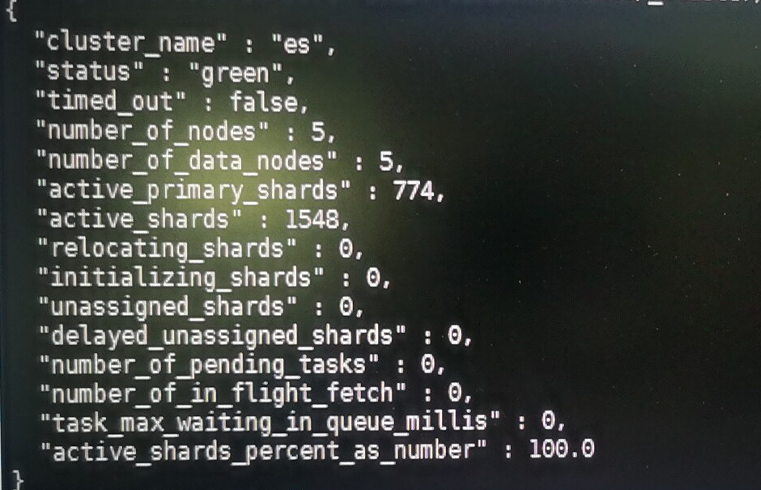 {
"cluster_name" : "es",
"status" : "green",
"timed_out" : false,
"number_of_nodes" : 5,
"number_of_data_nodes" : 5,
"active_primary_shards" : 774,
"active_shards" : 1548,
"relocating_shards" : 0,
"initializing_shards" : 0,
"unassigned_shards" : 0,
"delayed_unassigned_shards" : 0,
"number_of_pending_tasks" : 0,
"number_of_in_flight_fetch" : 0,
"task_max_waiting_in_queue_millis" : 0,
"active_shards_percent_as_number" : 100.0
}